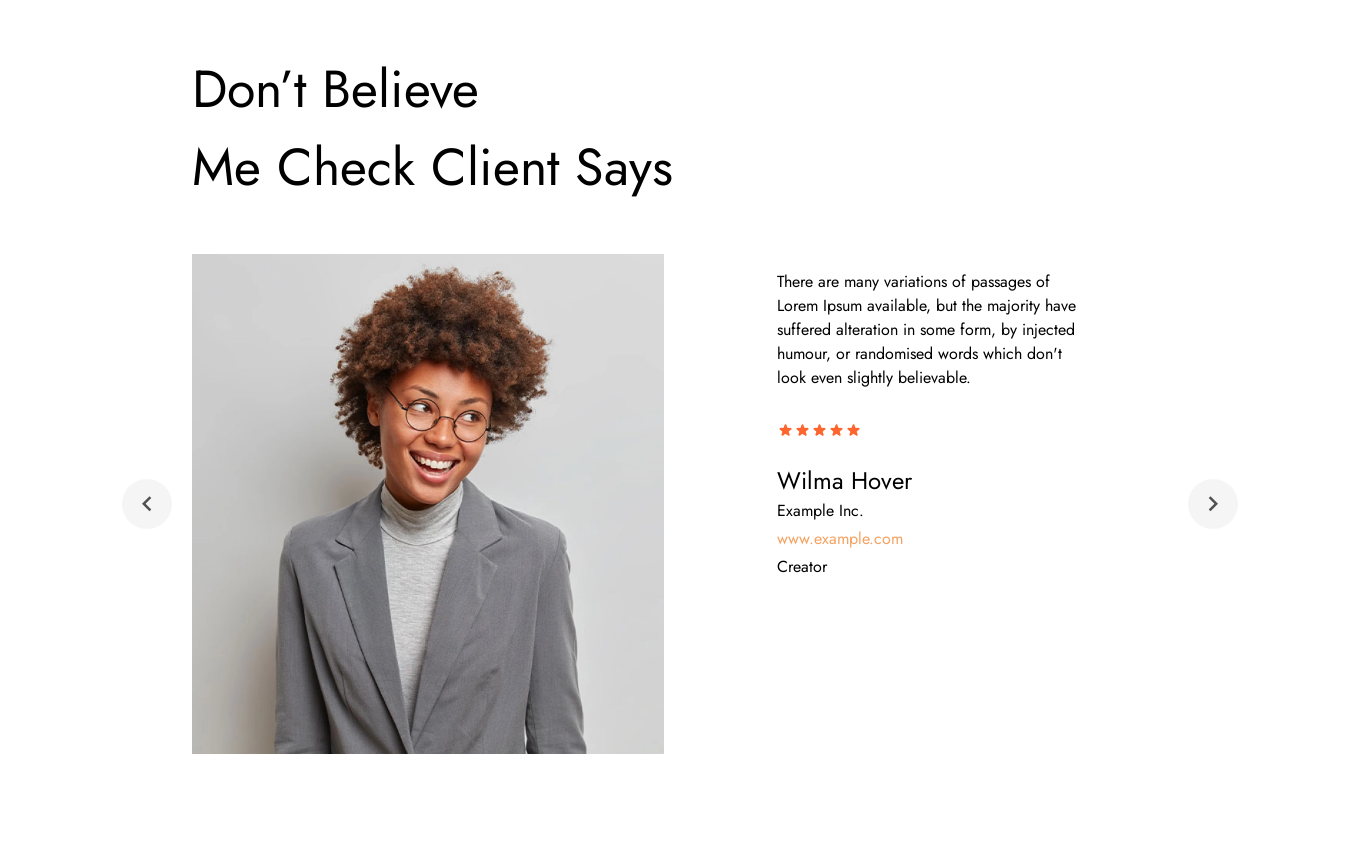 Don’t Believe
Me Check Client Says
There are many variations of passages of
Lorem Ipsum available, but the majority have
suffered alteration in some form, by injected
humour, or randomised words which don't
look even slightly believable.
Wilma Hover
Example Inc.
www.example.com
Creator